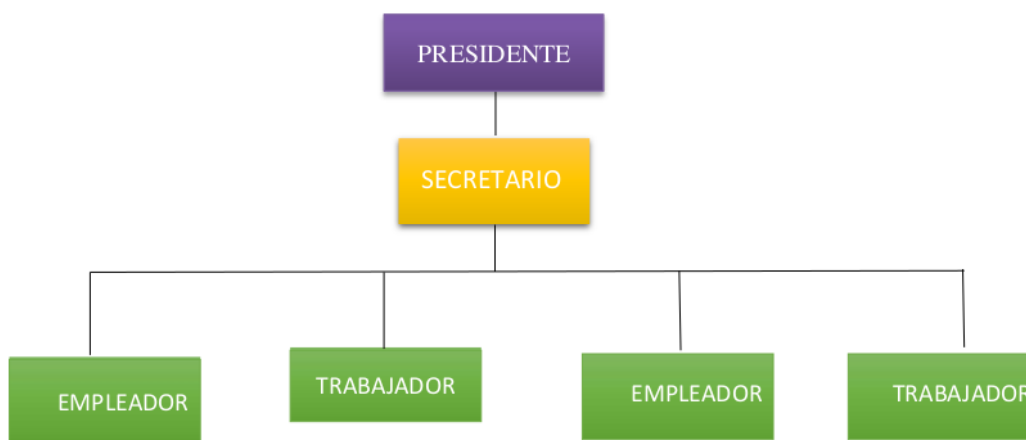 PRESIDENTE
SECRETARIO
EMPLEADOR
TRABAJADOR
EMPLEADOR
TRABAJADOR